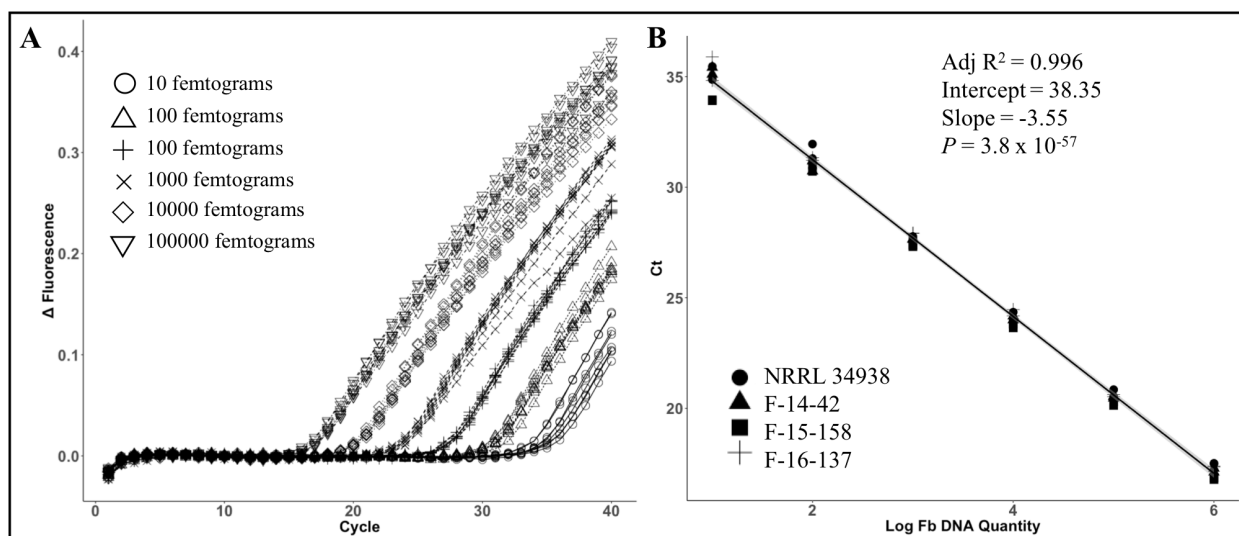 A
10 femtograms
100 femtograms
100 femtograms
1000 femtograms
10000 femtograms
100000 femtograms
0.4
0.3
0.2
0.1
0.0
Δ Fluorescence
0
10
20
30
40
Cycle
B
Adj R² = 0.996
Intercept = 38.35
Slope = -3.55
P = 3.8 x 10⁻⁵⁷
NRRL 34938
F-14-42
F-15-158
F-16-137
35
30
25
20
Ct
2
4
6
Log Fb DNA Quantity